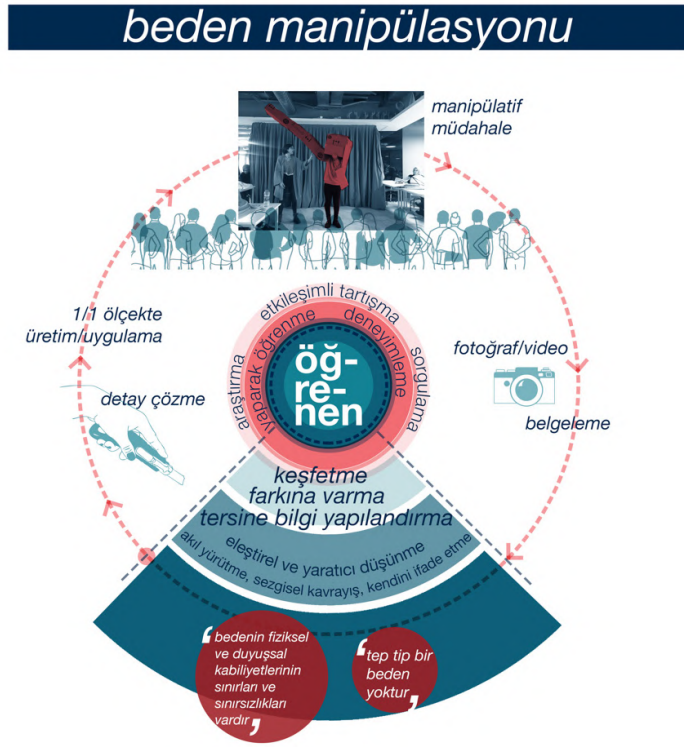 beden manipülasyonu
manipülatif
müdahale
1/1 ölçekte
üretim/uygulama
detay çözme
fotoğraf/video
belgeleme
etkileşimli tartışma
araştırma
sorgulama
yaparak öğrenme
deneyimleme
öğ-
re-
nen
keşfetme
farkına varma
tersine bilgi yapılandırma
eleştirel ve yaratıcı düşünme
akıl yürütme, sezgisel kavrayış, kendini ifade etme
‘bedenin fiziksel
ve duyuşsal
kabiliyetlerinin
sınırları ve
sınırsızlıkları
vardır’
‘tep tip bir
beden
yoktur’